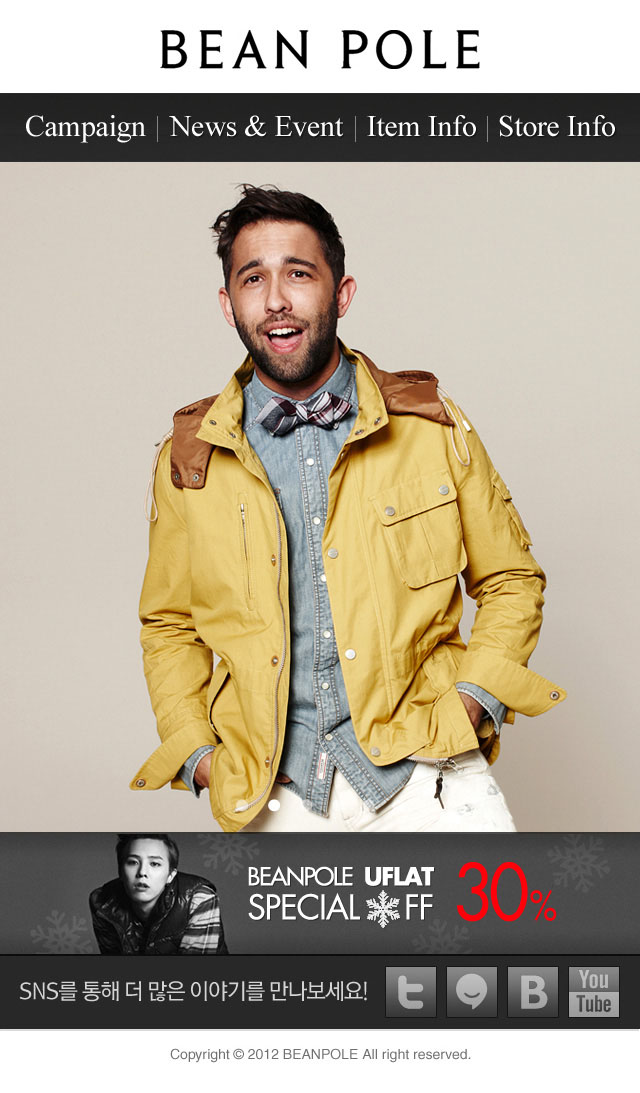 BEAN POLE
Campaign | News & Event | Item Info | Store Info
BEANPOLE UFLAT
SPECIAL OFF 30%
SNS를 통해 더 많은 이야기를 만나보세요!
t B You Tube
Copyright © 2012 BEANPOLE All right reserved.